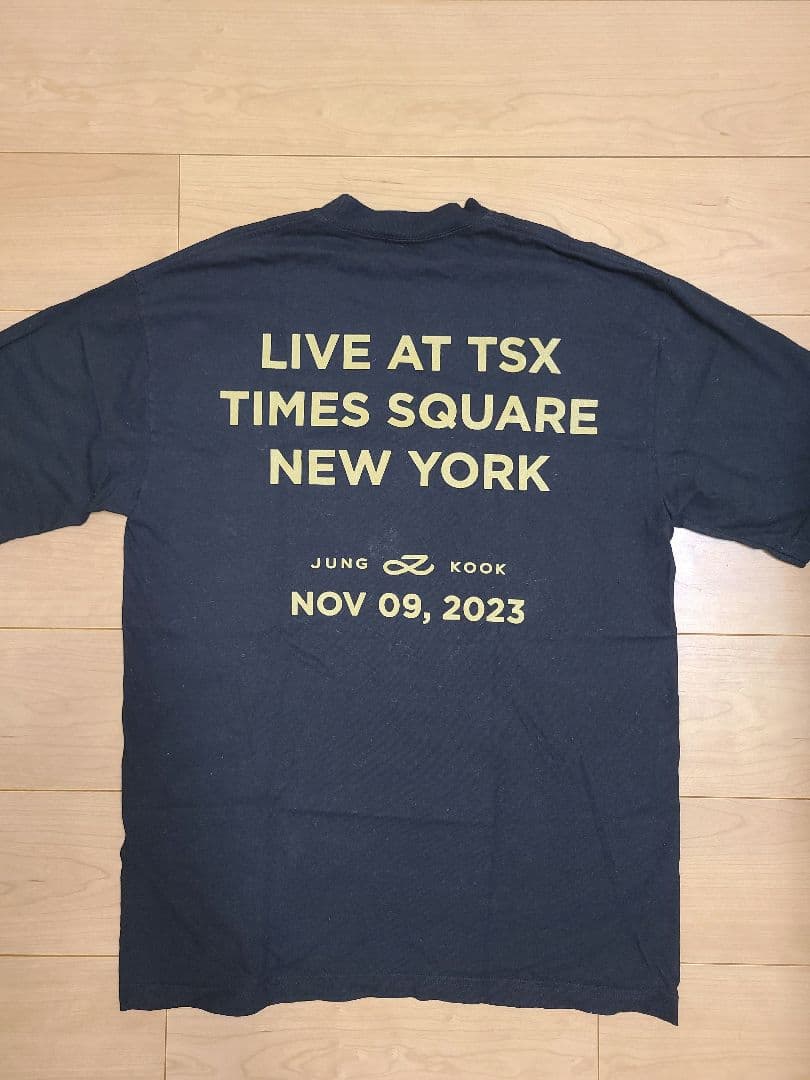 LIVE AT TSX
TIMES SQUARE
NEW YORK
JUNG KOOK
NOV 09, 2023